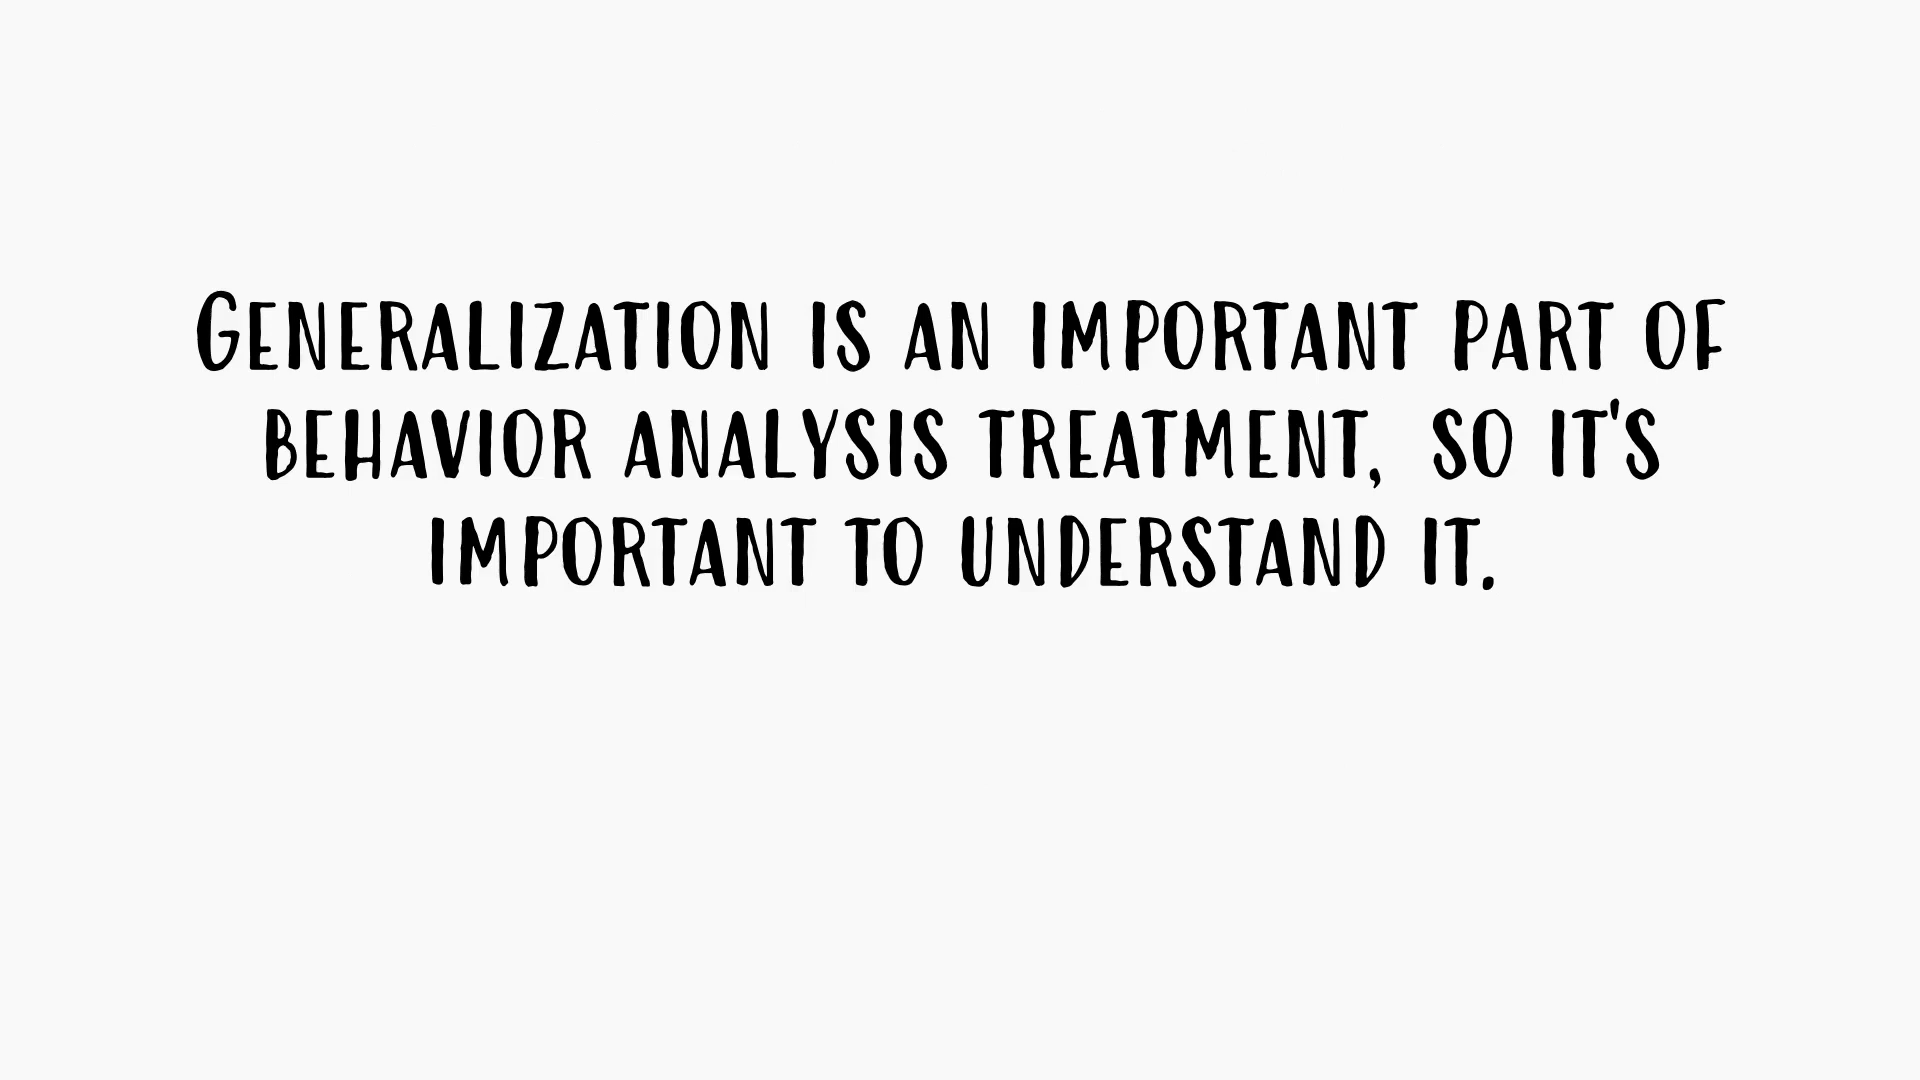 Generalization is an important part of
behavior analysis treatment, so it's
important to understand it.